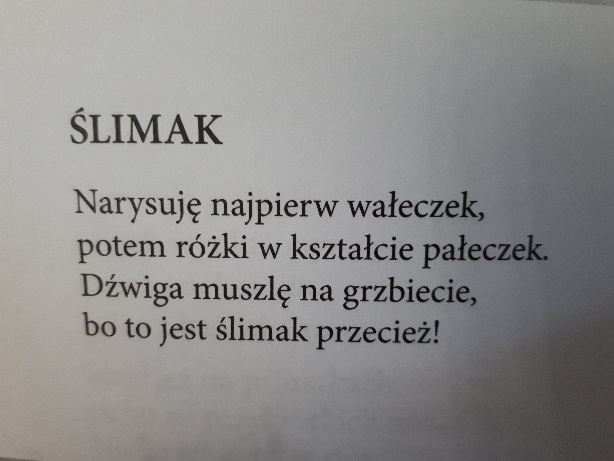 ŚLIMAK
Narysuję najpierw wałeczek,
potem różki w kształcie pałeczek.
Dźwiga muszlę na grzbiecie,
bo to jest ślimak przecież!